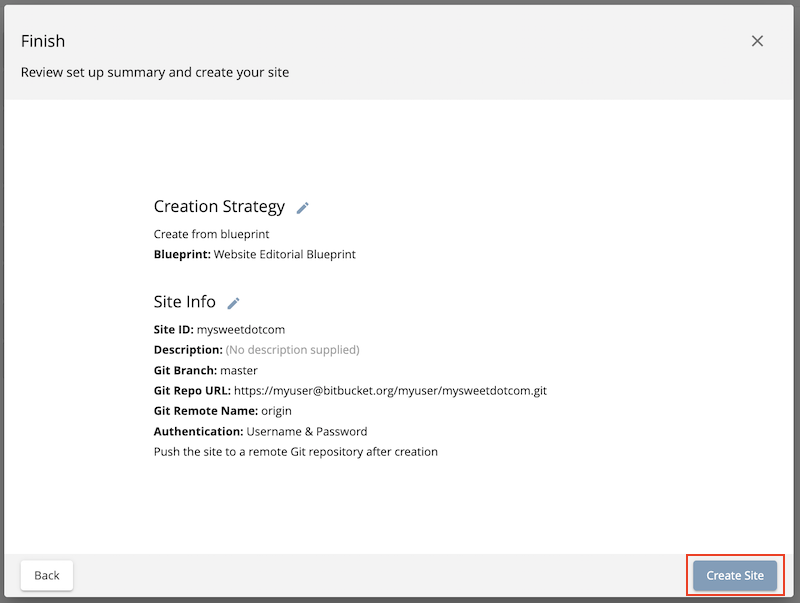 Finish
Review set up summary and create your site
Creation Strategy
Create from blueprint
Blueprint: Website Editorial Blueprint
Site Info
Site ID: mysweetdotcom
Description: (No description supplied)
Git Branch: master
Git Repo URL: https://myuser@bitbucket.org/myuser/mysweetdotcom.git
Git Remote Name: origin
Authentication: Username & Password
Push the site to a remote Git repository after creation
Back
Create Site